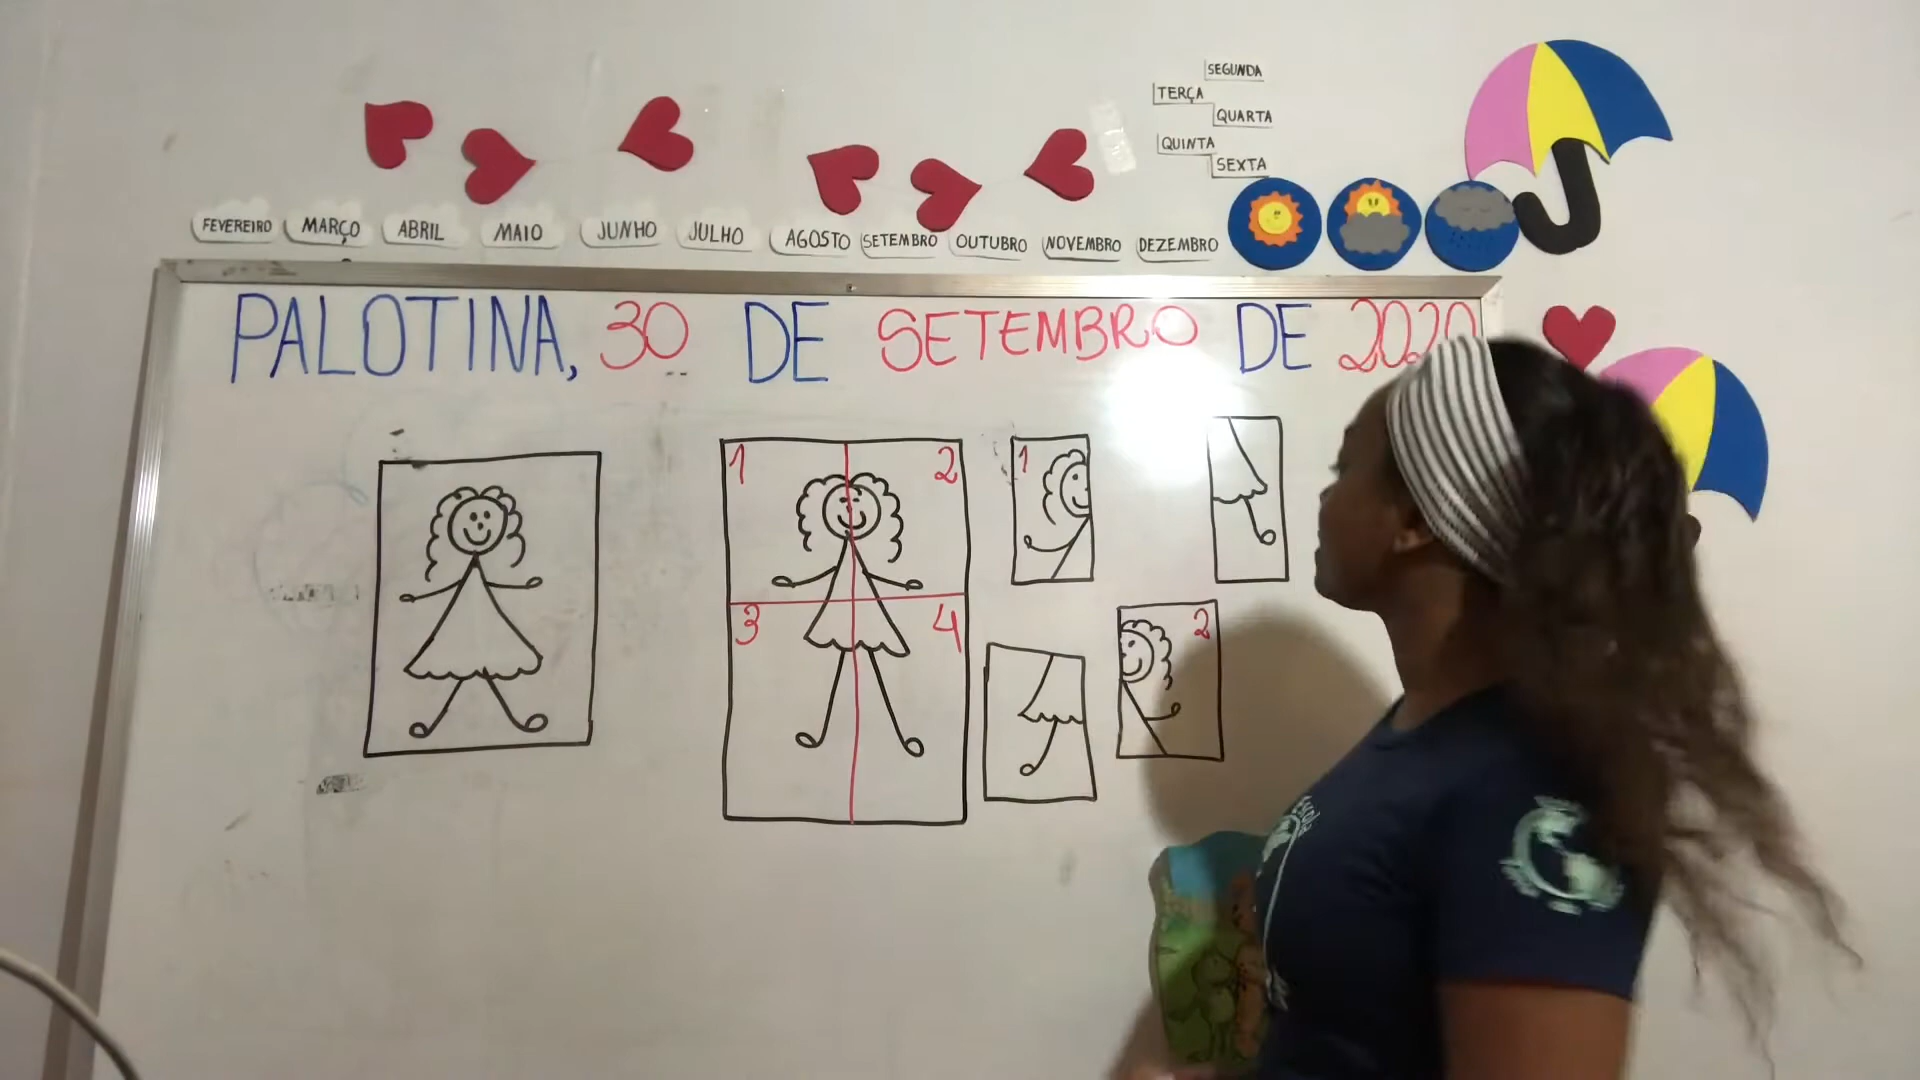 SEGUNDA
TERÇA
QUARTA
QUINTA
SEXTA
FEVEREIRO MARÇO ABRIL MAIO JUNHO JULHO AGOSTO SETEMBRO OUTUBRO NOVEMBRO DEZEMBRO
PALOTINA, 30 DE SETEMBRO DE 2020
1 2
3 4
1
2